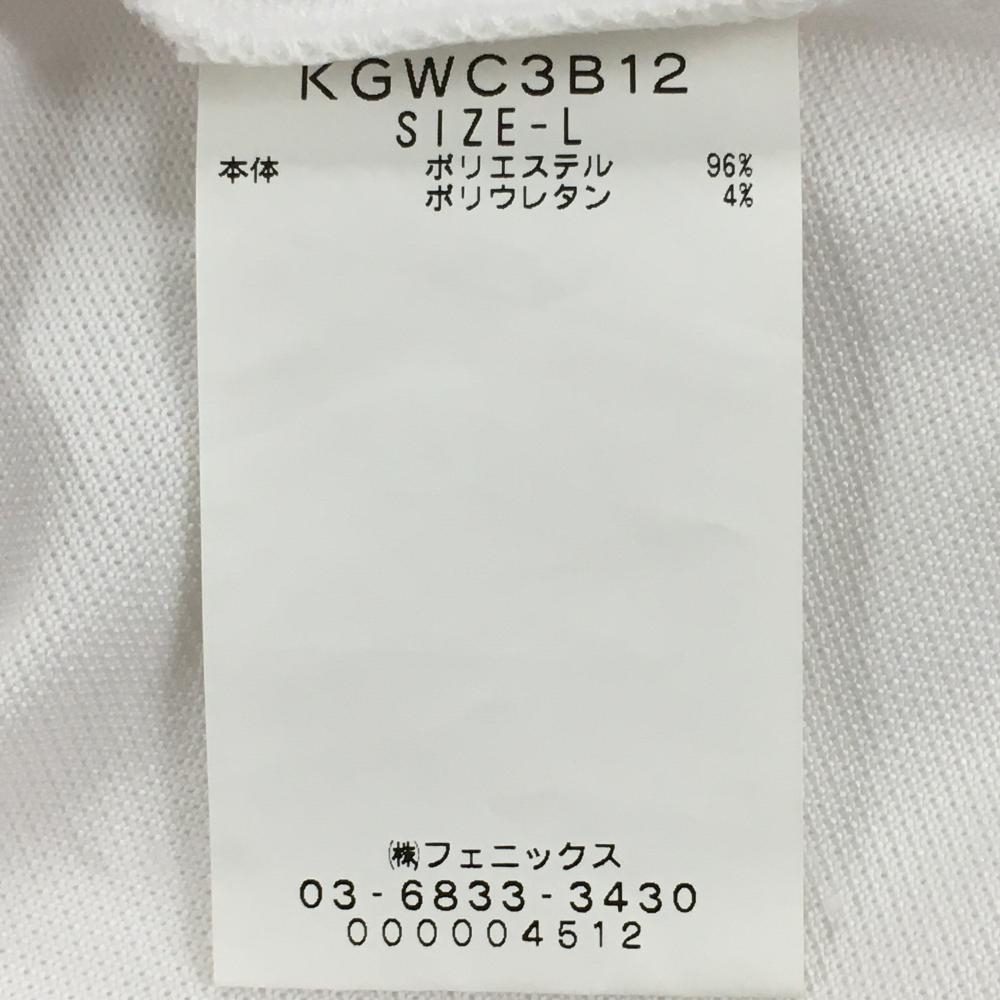 KGWC3B12
SIZE-L
本体 ポリエステル 96%
ポリウレタン 4%
㈱フェニックス
03-6833-3430
000004512